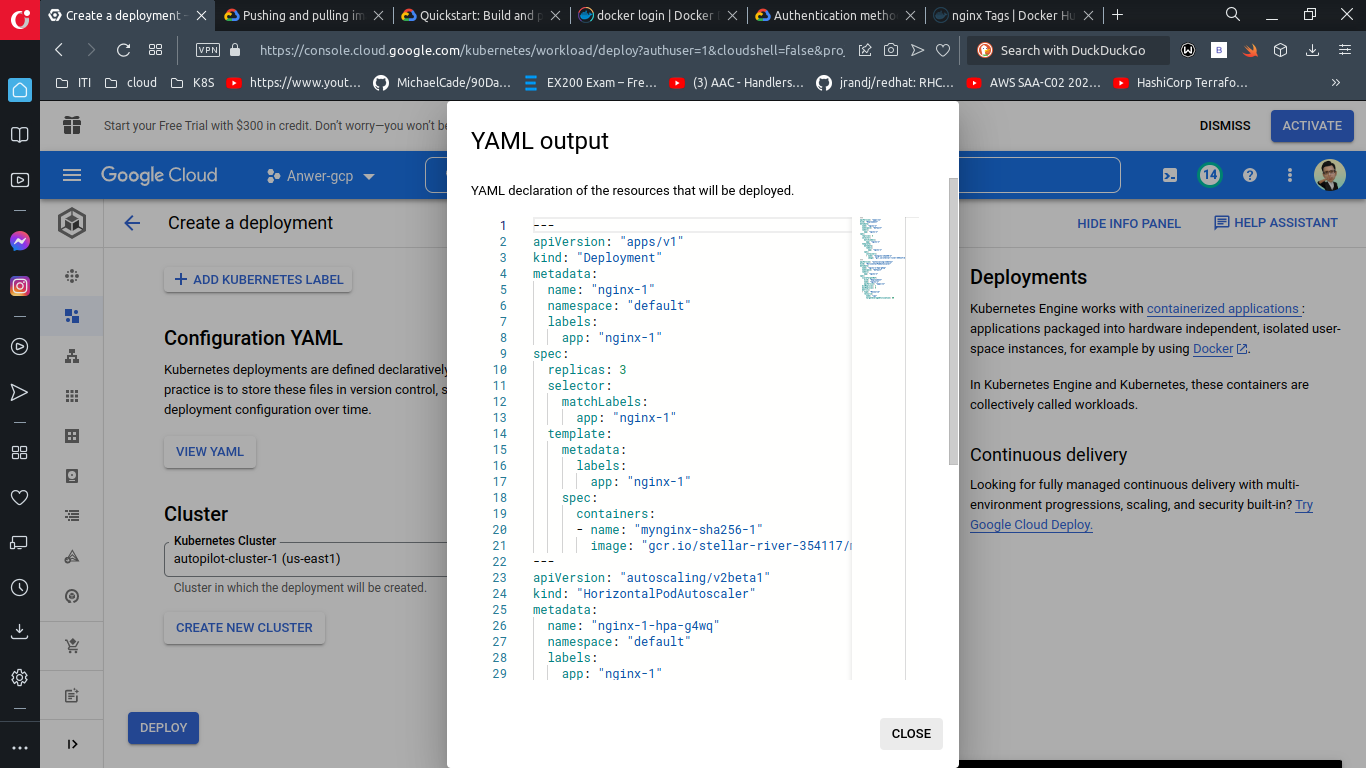 Create a deployment -
Pushing and pulling im
Quickstart: Build and p
docker login | Docker
Authentication metho
nginx Tags | Docker Hu
VPN
https://console.cloud.google.com/kubernetes/workload/deploy?authuser=1&cloudshell=false&pro
Search with DuckDuckGo
ITI
cloud
K8S
https://www.yout...
MichaelCade/90Da...
EX200 Exam – Fre...
(3) AAC - Handlers...
jrandj/redhat: RHC...
AWS SAA-C02 202...
HashiCorp Terrafo...
Start your Free Trial with $300 in credit. Don't worry—you won't be
DISMISS
ACTIVATE
Google Cloud
Anwer-gcp
14
Create a deployment
HIDE INFO PANEL
HELP ASSISTANT
ADD KUBERNETES LABEL
Configuration YAML
Kubernetes deployments are defined declaratively
practice is to store these files in version control, s
deployment configuration over time.
VIEW YAML
Cluster
Kubernetes Cluster
autopilot-cluster-1 (us-east1)
Cluster in which the deployment will be created.
CREATE NEW CLUSTER
DEPLOY
YAML output
YAML declaration of the resources that will be deployed.
1 ---
2 apiVersion: "apps/v1"
3 kind: "Deployment"
4 metadata:
5 name: "nginx-1"
6 namespace: "default"
7 labels:
8 app: "nginx-1"
9 spec:
10 replicas: 3
11 selector:
12 matchLabels:
13 app: "nginx-1"
14 template:
15 metadata:
16 labels:
17 app: "nginx-1"
18 spec:
19 containers:
20 - name: "mynginx-sha256-1"
21 image: "gcr.io/stellar-river-354117/
22 ---
23 apiVersion: "autoscaling/v2beta1"
24 kind: "HorizontalPodAutoscaler"
25 metadata:
26 name: "nginx-1-hpa-g4wq"
27 namespace: "default"
28 labels:
29 app: "nginx-1"
CLOSE
Deployments
Kubernetes Engine works with containerized applications :
applications packaged into hardware independent, isolated user-
space instances, for example by using Docker.
In Kubernetes Engine and Kubernetes, these containers are
collectively called workloads.
Continuous delivery
Looking for fully managed continuous delivery with multi-
environment progressions, scaling, and security built-in? Try
Google Cloud Deploy.